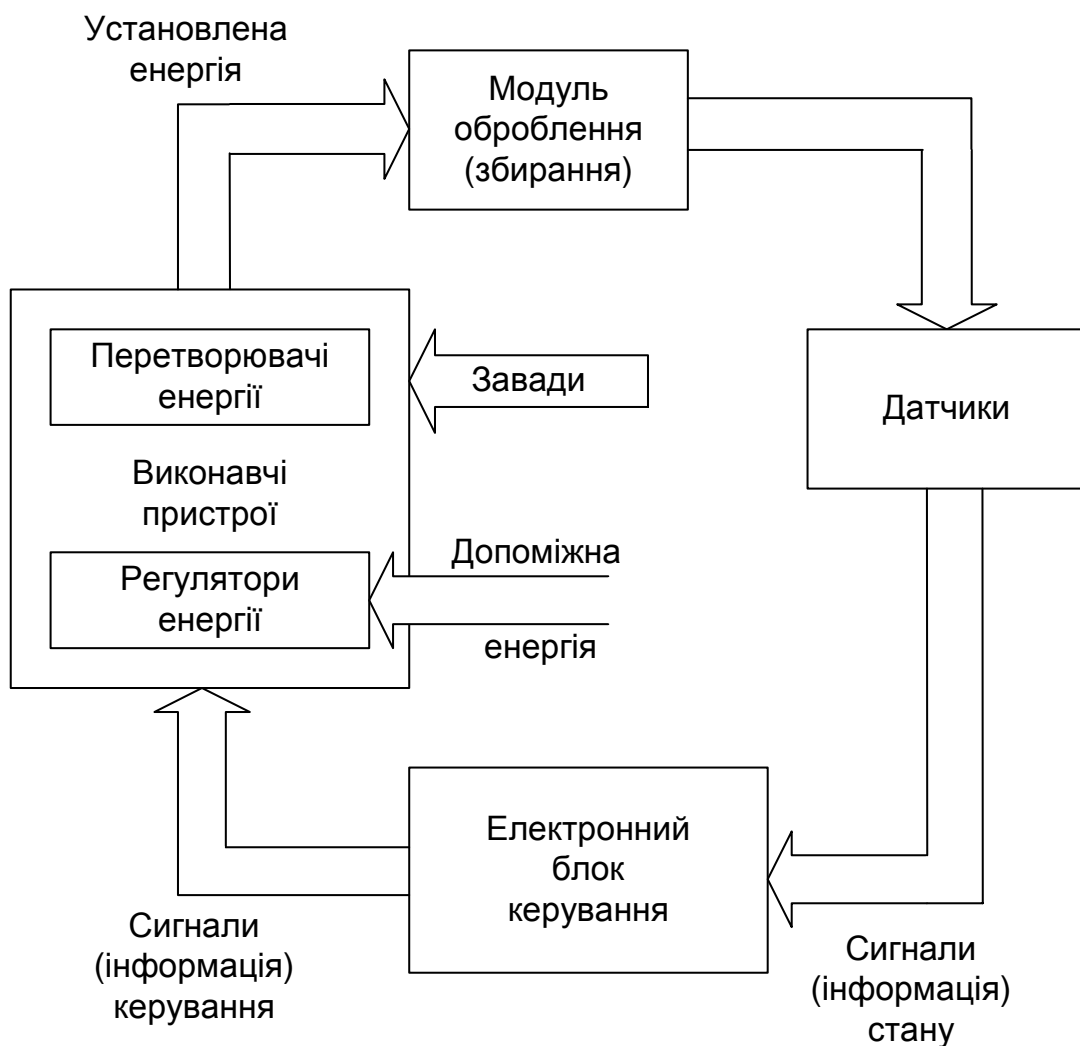 Установлена
енергія
Модуль
оброблення
(збирання)
Перетворювачі
енергії
Завади
Датчики
Виконавчі
пристрої
Допоміжна
Регулятори
енергії
енергія
Електронний
блок
керування
Сигнали
(інформація)
керування
Сигнали
(інформація)
стану